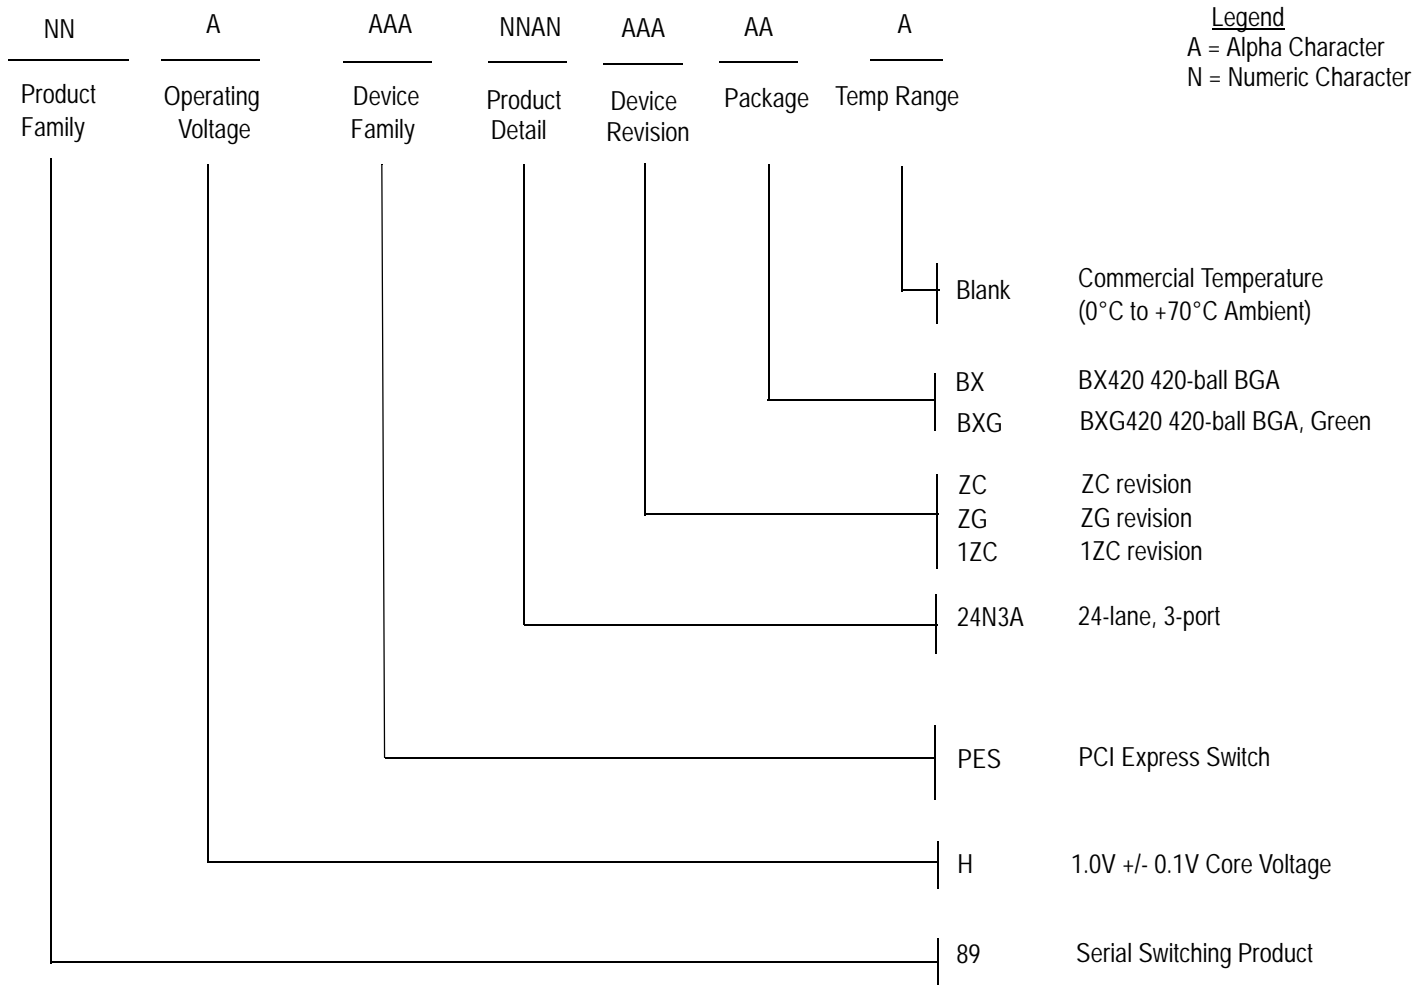 NN A AAA NNAN AAA AA A
Legend
A = Alpha Character
N = Numeric Character
Product Family
Operating Voltage
Device Family
Product Detail
Device Revision
Package
Temp Range
Blank Commercial Temperature
(0°C to +70°C Ambient)
BX BX420 420-ball BGA
BXG BXG420 420-ball BGA, Green
ZC ZC revision
ZG ZG revision
1ZC 1ZC revision
24N3A 24-lane, 3-port
PES PCI Express Switch
H 1.0V +/- 0.1V Core Voltage
89 Serial Switching Product